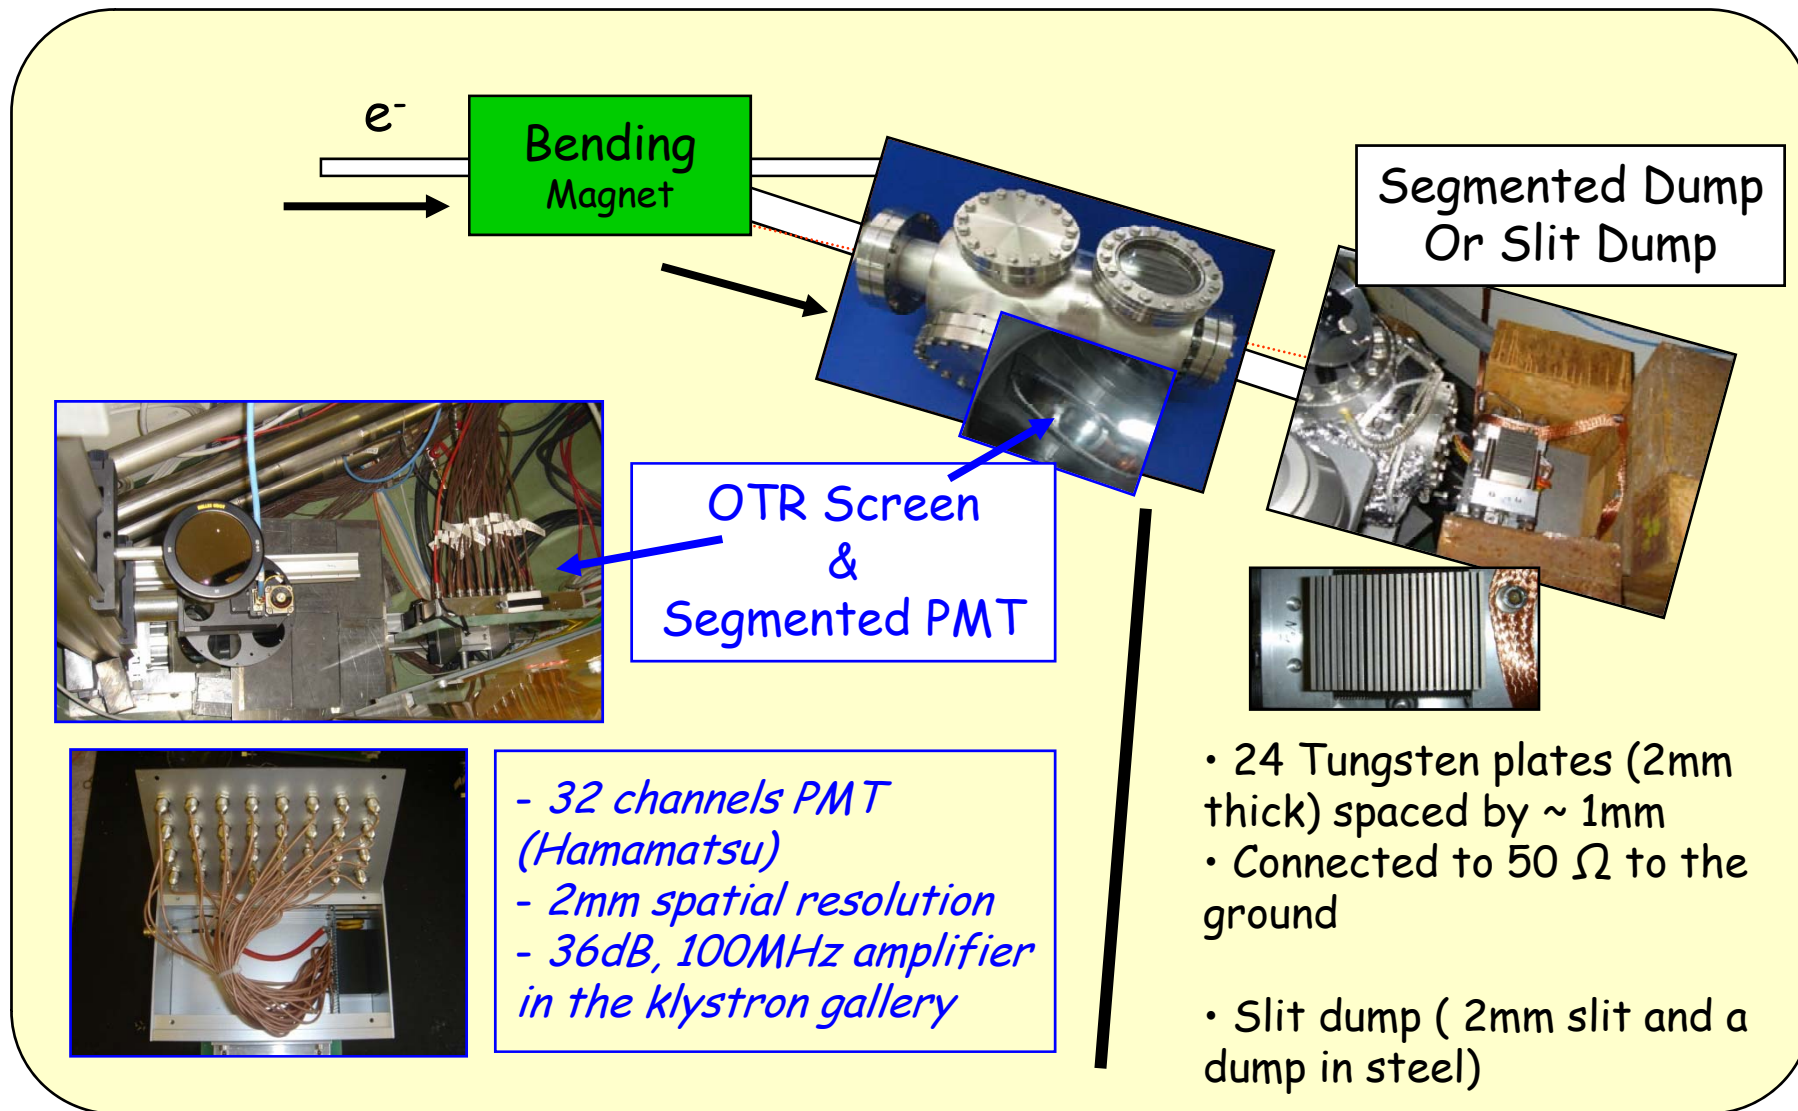 e-
Bending
Magnet
Segmented Dump
Or Slit Dump
OTR Screen
&
Segmented PMT
- 32 channels PMT
(Hamamatsu)
- 2mm spatial resolution
- 36dB, 100MHz amplifier
in the klystron gallery
• 24 Tungsten plates (2mm
thick) spaced by ~ 1mm
• Connected to 50 Ω to the
ground
• Slit dump ( 2mm slit and a
dump in steel)